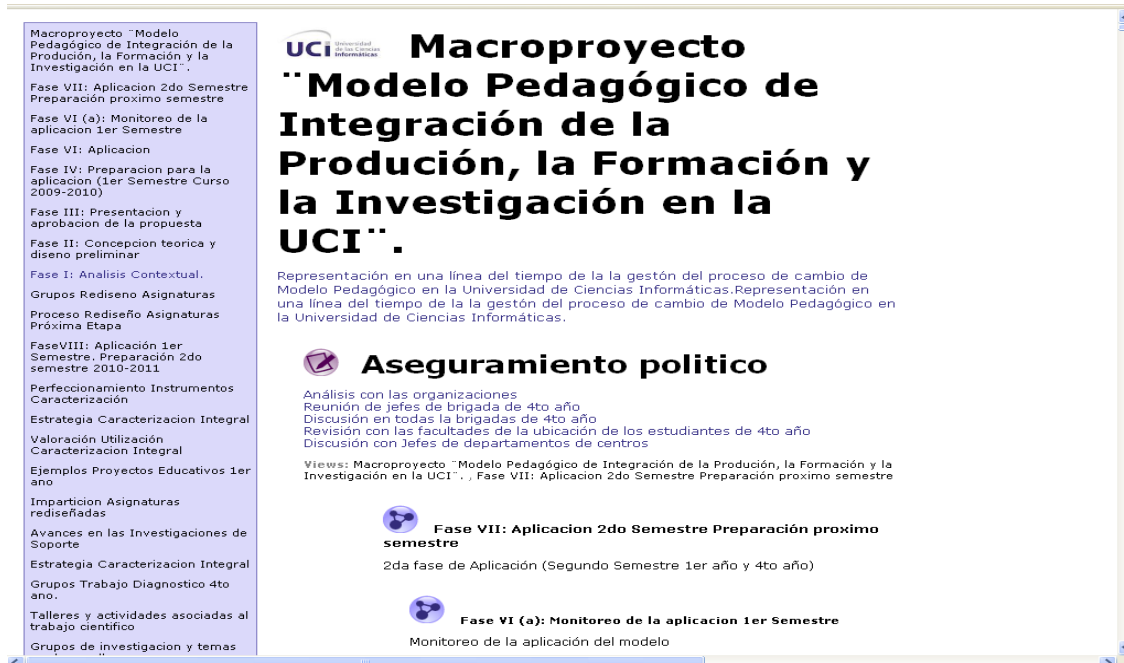 Macroproyecto ¨Modelo
Pedagógico de Integración de la
Produción, la Formación y la
Investigación en la UCI¨.
Fase VII: Aplicacion 2do Semestre
Preparación proximo semestre
Fase VI (a): Monitoreo de la
aplicacion 1er Semestre
Fase VI: Aplicacion
Fase IV: Preparacion para la
aplicacion (1er Semestre Curso
2009-2010)
Fase III: Presentacion y
aprobacion de la propuesta
Fase II: Concepcion teorica y
diseno preliminar
Fase I: Analisis Contextual.
Grupos Rediseno Asignaturas
Proceso Rediseño Asignaturas
Próxima Etapa
FaseVIII: Aplicación 1er
Semestre. Preparación 2do
semestre 2010-2011
Perfeccionamiento Instrumentos
Caracterización
Estrategia Caracterizacion Integral
Valoración Utilización
Caracterizacion Integral
Ejemplos Proyectos Educativos 1er
ano
Imparticion Asignaturas
rediseñadas
Avances en las Investigaciones de
Soporte
Estrategia Caracterizacion Integral
Grupos Trabajo Diagnostico 4to
ano.
Talleres y actividades asociadas al
trabajo cientifico
Grupos de investigacion y temas
UCi Universidad de las Ciencias Informáticas
Macroproyecto
¨Modelo Pedagógico de
Integración de la
Produción, la Formación y
la Investigación en la
UCI¨.
Representación en una línea del tiempo de la la gestión del proceso de cambio de
Modelo Pedagógico en la Universidad de Ciencias Informáticas.Representación en
una línea del tiempo de la la gestión del proceso de cambio de Modelo Pedagógico en
la Universidad de Ciencias Informáticas.
Aseguramiento politico
Análisis con las organizaciones
Reunión de jefes de brigada de 4to año
Discusión en todas la brigadas de 4to año
Revisión con las facultades de la ubicación de los estudiantes de 4to año
Discusión con Jefes de departamentos de centros
Views: Macroproyecto ¨Modelo Pedagógico de Integración de la Produción, la Formación y la
Investigación en la UCI¨. , Fase VII: Aplicacion 2do Semestre Preparación proximo semestre
Fase VII: Aplicacion 2do Semestre Preparación proximo
semestre
2da fase de Aplicación (Segundo Semestre 1er año y 4to año)
Fase VI (a): Monitoreo de la aplicacion 1er Semestre
Monitoreo de la aplicación del modelo